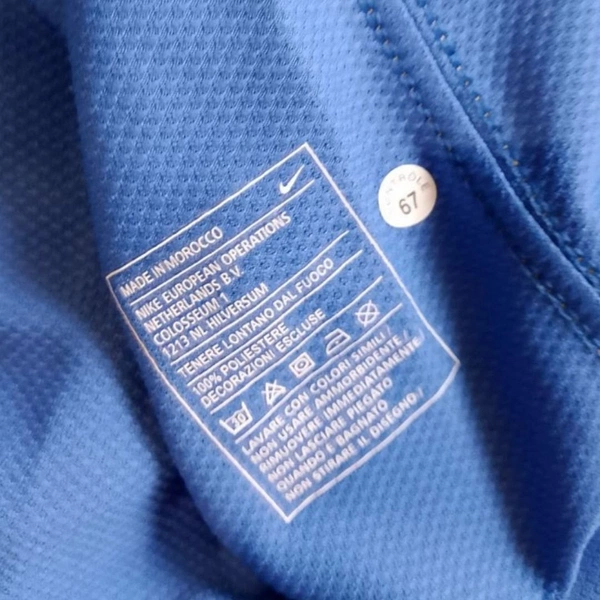 MADE IN MOROCCO
NIKE EUROPEAN OPERATIONS
NETHERLANDS B.V.
COLOSSEUM 1
1213 NL HILVERSUM
TENERE LONTANO DAL FUOCO
100% POLIESTERE
DECORAZIONI ESCLUSE
30
LAVARE CON COLORI SIMILI /
NON USARE AMMORBIDENTE /
RIMUOVERE IMMEDIATAMENTE /
NON LASCIARE PIEGATO
QUANDO E BAGNATO
NON STIRARE IL DISEGNO /
CONTRÔLE
67